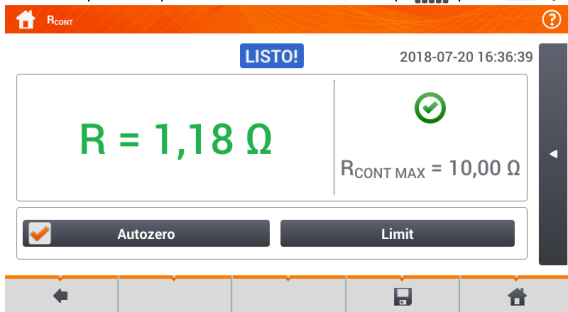 RCONT
LISTO!
2018-07-20 16:36:39
R = 1,18 Ω
RCONT MAX = 10,00 Ω
Autozero
Limit